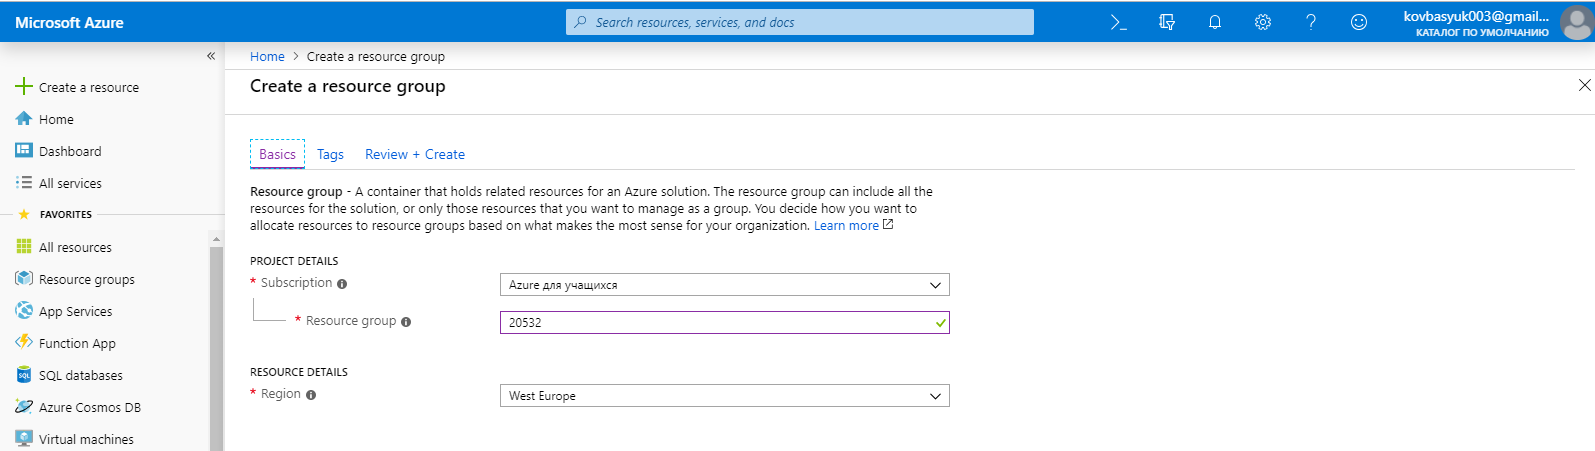 Microsoft Azure
Search resources, services, and docs
kovbasyuk003@gmail...
КАТАЛОГ ПО УМОЛЧАНИЮ
Create a resource
Home
Dashboard
All services
FAVORITES
All resources
Resource groups
App Services
Function App
SQL databases
Azure Cosmos DB
Virtual machines
Home > Create a resource group
Create a resource group
Basics Tags Review + Create
Resource group - A container that holds related resources for an Azure solution. The resource group can include all the
resources for the solution, or only those resources that you want to manage as a group. You decide how you want to
allocate resources to resource groups based on what makes the most sense for your organization. Learn more
PROJECT DETAILS
* Subscription Azure для учащихся
* Resource group 20532
RESOURCE DETAILS
* Region West Europe